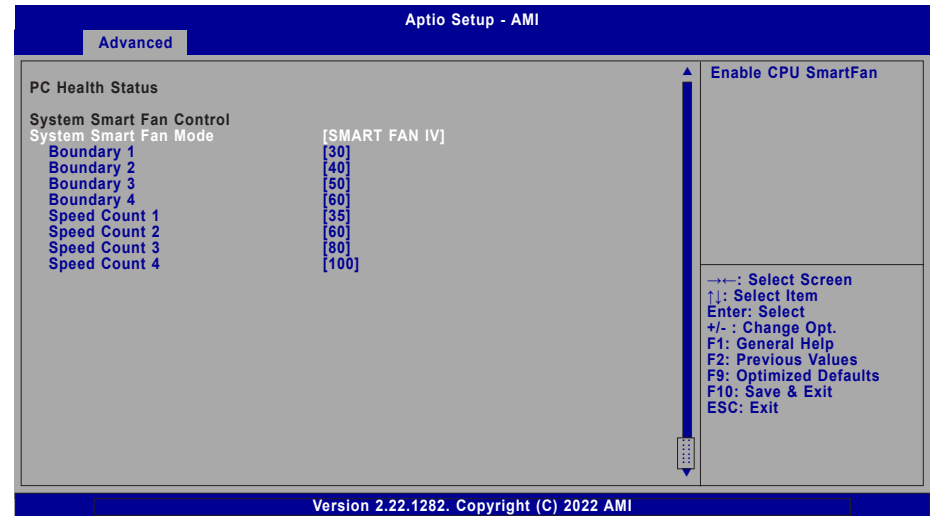 Aptio Setup - AMI
Advanced
PC Health Status
System Smart Fan Control
System Smart Fan Mode [SMART FAN IV]
Boundary 1 [30]
Boundary 2 [40]
Boundary 3 [50]
Boundary 4 [60]
Speed Count 1 [35]
Speed Count 2 [60]
Speed Count 3 [80]
Speed Count 4 [100]
Enable CPU SmartFan
→←: Select Screen
↑↓: Select Item
Enter: Select
+/- : Change Opt.
F1: General Help
F2: Previous Values
F9: Optimized Defaults
F10: Save & Exit
ESC: Exit
Version 2.22.1282. Copyright (C) 2022 AMI